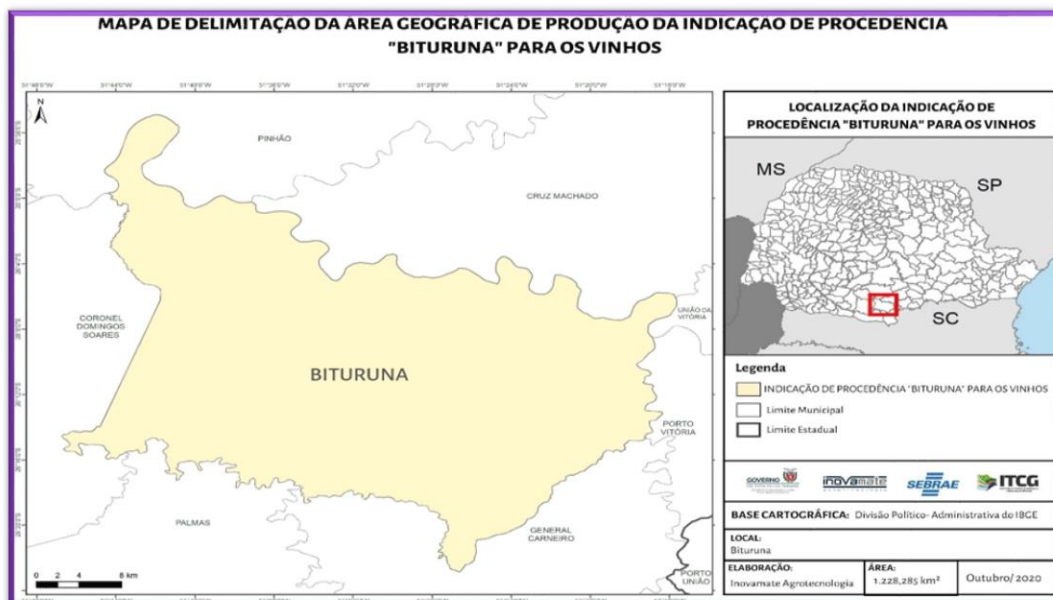 MAPA DE DELIMITAÇÃO DA AREA GEOGRAFICA DE PRODUÇÃO DA INDICAÇÃO DE PROCEDENCIA
"BITURUNA" PARA OS VINHOS
N
PINHÃO
CRUZ MACHADO
CORONEL
DOMINGOS
SOARES
UNIÃO DA
VITÓRIA
BITURUNA
PORTO
VITÓRIA
PALMAS
GENERAL
CARNEIRO
PORTO
UNIÃO
0 2 4 8 km
LOCALIZAÇÃO DA INDICAÇÃO DE
PROCEDÊNCIA "BITURUNA" PARA OS VINHOS
MS
SP
SC
Legenda
INDICAÇÃO DE PROCEDÊNCIA "BITURUNA" PARA OS VINHOS
Limite Municipal
Limite Estadual
GOVERNO
inovamate
SEBRAE
ITCG
BASE CARTOGRÁFICA: Divisão Político- Administrativa do IBGE
LOCAL:
Bituruna
ELABORAÇÃO:
Inovamate Agrotecnologia
ÁREA:
1.228,285 km²
Outubro/ 2020